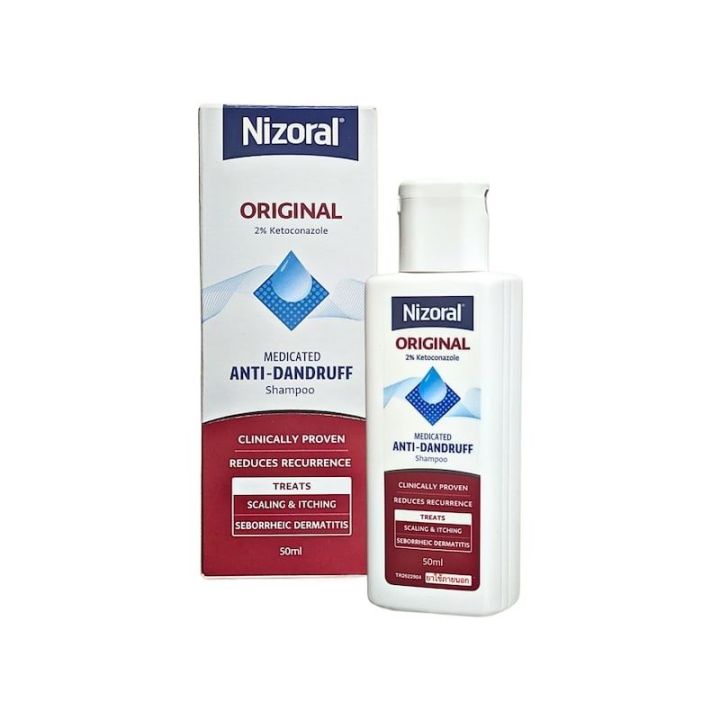 Nizoral®
ORIGINAL
2% Ketoconazole
MEDICATED
ANTI-DANDRUFF
Shampoo
CLINICALLY PROVEN
REDUCES RECURRENCE
TREATS
SCALING & ITCHING
SEBORRHEIC DERMATITIS
50ml
Nizoral®
ORIGINAL
2% Ketoconazole
MEDICATED
ANTI-DANDRUFF
Shampoo
CLINICALLY PROVEN
REDUCES RECURRENCE
TREATS
SCALING & ITCHING
SEBORRHEIC DERMATITIS
50ml
TR2022904 ยาใช้ภายนอก